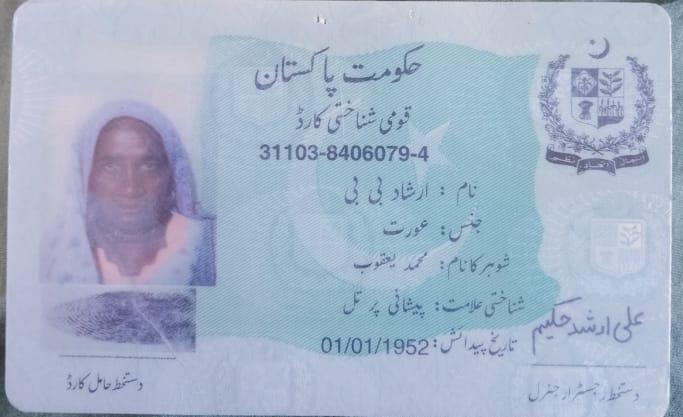 حکومت پاکستان
قومی شناختی کارڈ
31103-8406079-4
نام : ارشاد بی بی
جنس: عورت
شوہر کا نام: محمد یعقوب
شناختی علامت: پیشانی پر تل
تاریخ پیدائش: 01/01/1952
ایمان اتحاد نظم
علی ارشد حکیم
دستخط حامل کارڈ
دستخط رجسٹرار جنرل